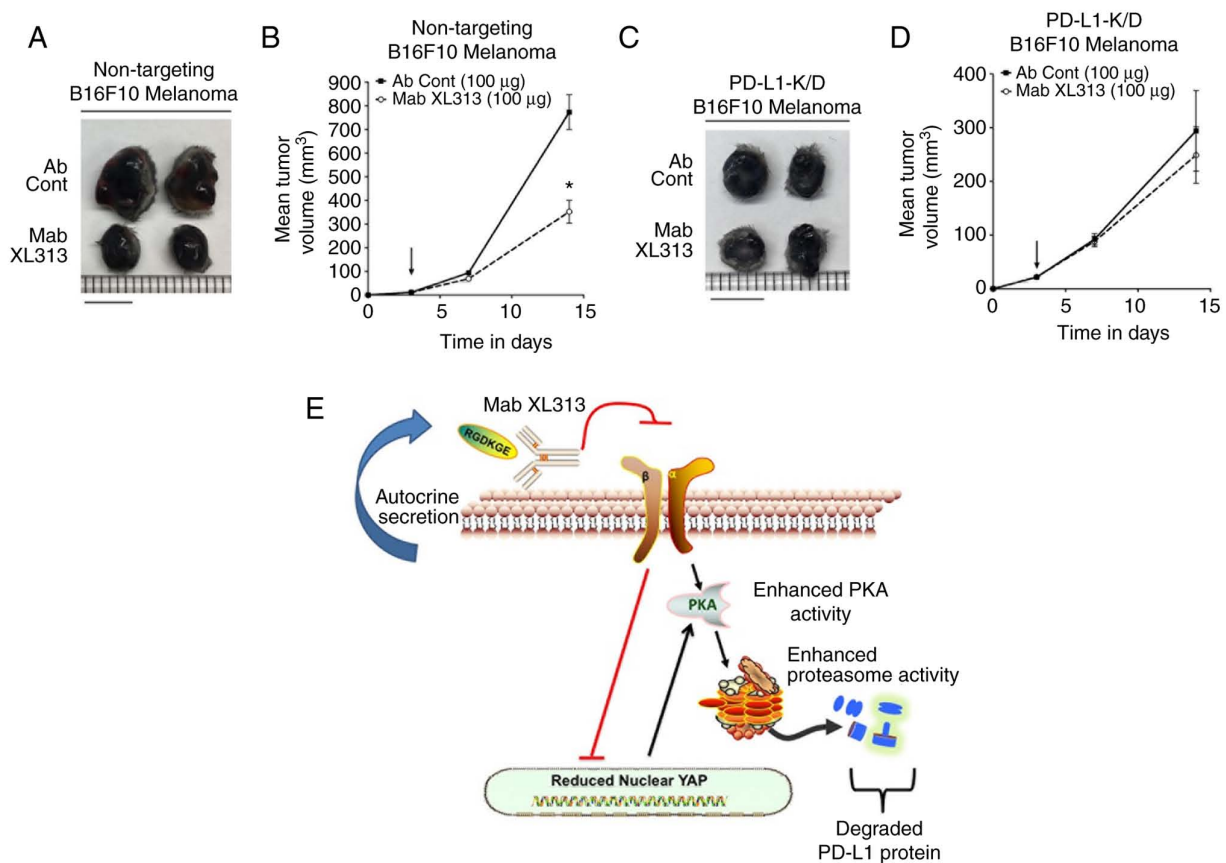 A
Non-targeting
B16F10 Melanoma
Ab
Cont
Mab
XL313
B
Non-targeting
B16F10 Melanoma
Ab Cont (100 μg)
Mab XL313 (100 μg)
Mean tumor
volume (mm³)
900
800
700
600
500
400
300
200
100
0
*
0
5
10
15
Time in days
C
PD-L1-K/D
B16F10 Melanoma
Ab
Cont
Mab
XL313
D
PD-L1-K/D
B16F10 Melanoma
Ab Cont (100 μg)
Mab XL313 (100 μg)
Mean tumor
volume (mm³)
400
300
200
100
0
0
5
10
15
Time in days
E
Mab XL313
RGDKGE
β
α
Autocrine
secretion
PKA
Enhanced PKA
activity
Enhanced
proteasome activity
Reduced Nuclear YAP
Degraded
PD-L1 protein